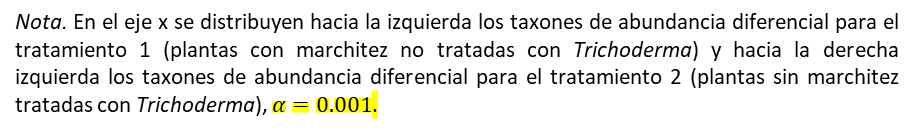 Nota. En el eje x se distribuyen hacia la izquierda los taxones de abundancia diferencial para el
tratamiento 1 (plantas con marchitez no tratadas con Trichoderma) y hacia la derecha
izquierda los taxones de abundancia diferencial para el tratamiento 2 (plantas sin marchitez
tratadas con Trichoderma), α = 0.001.